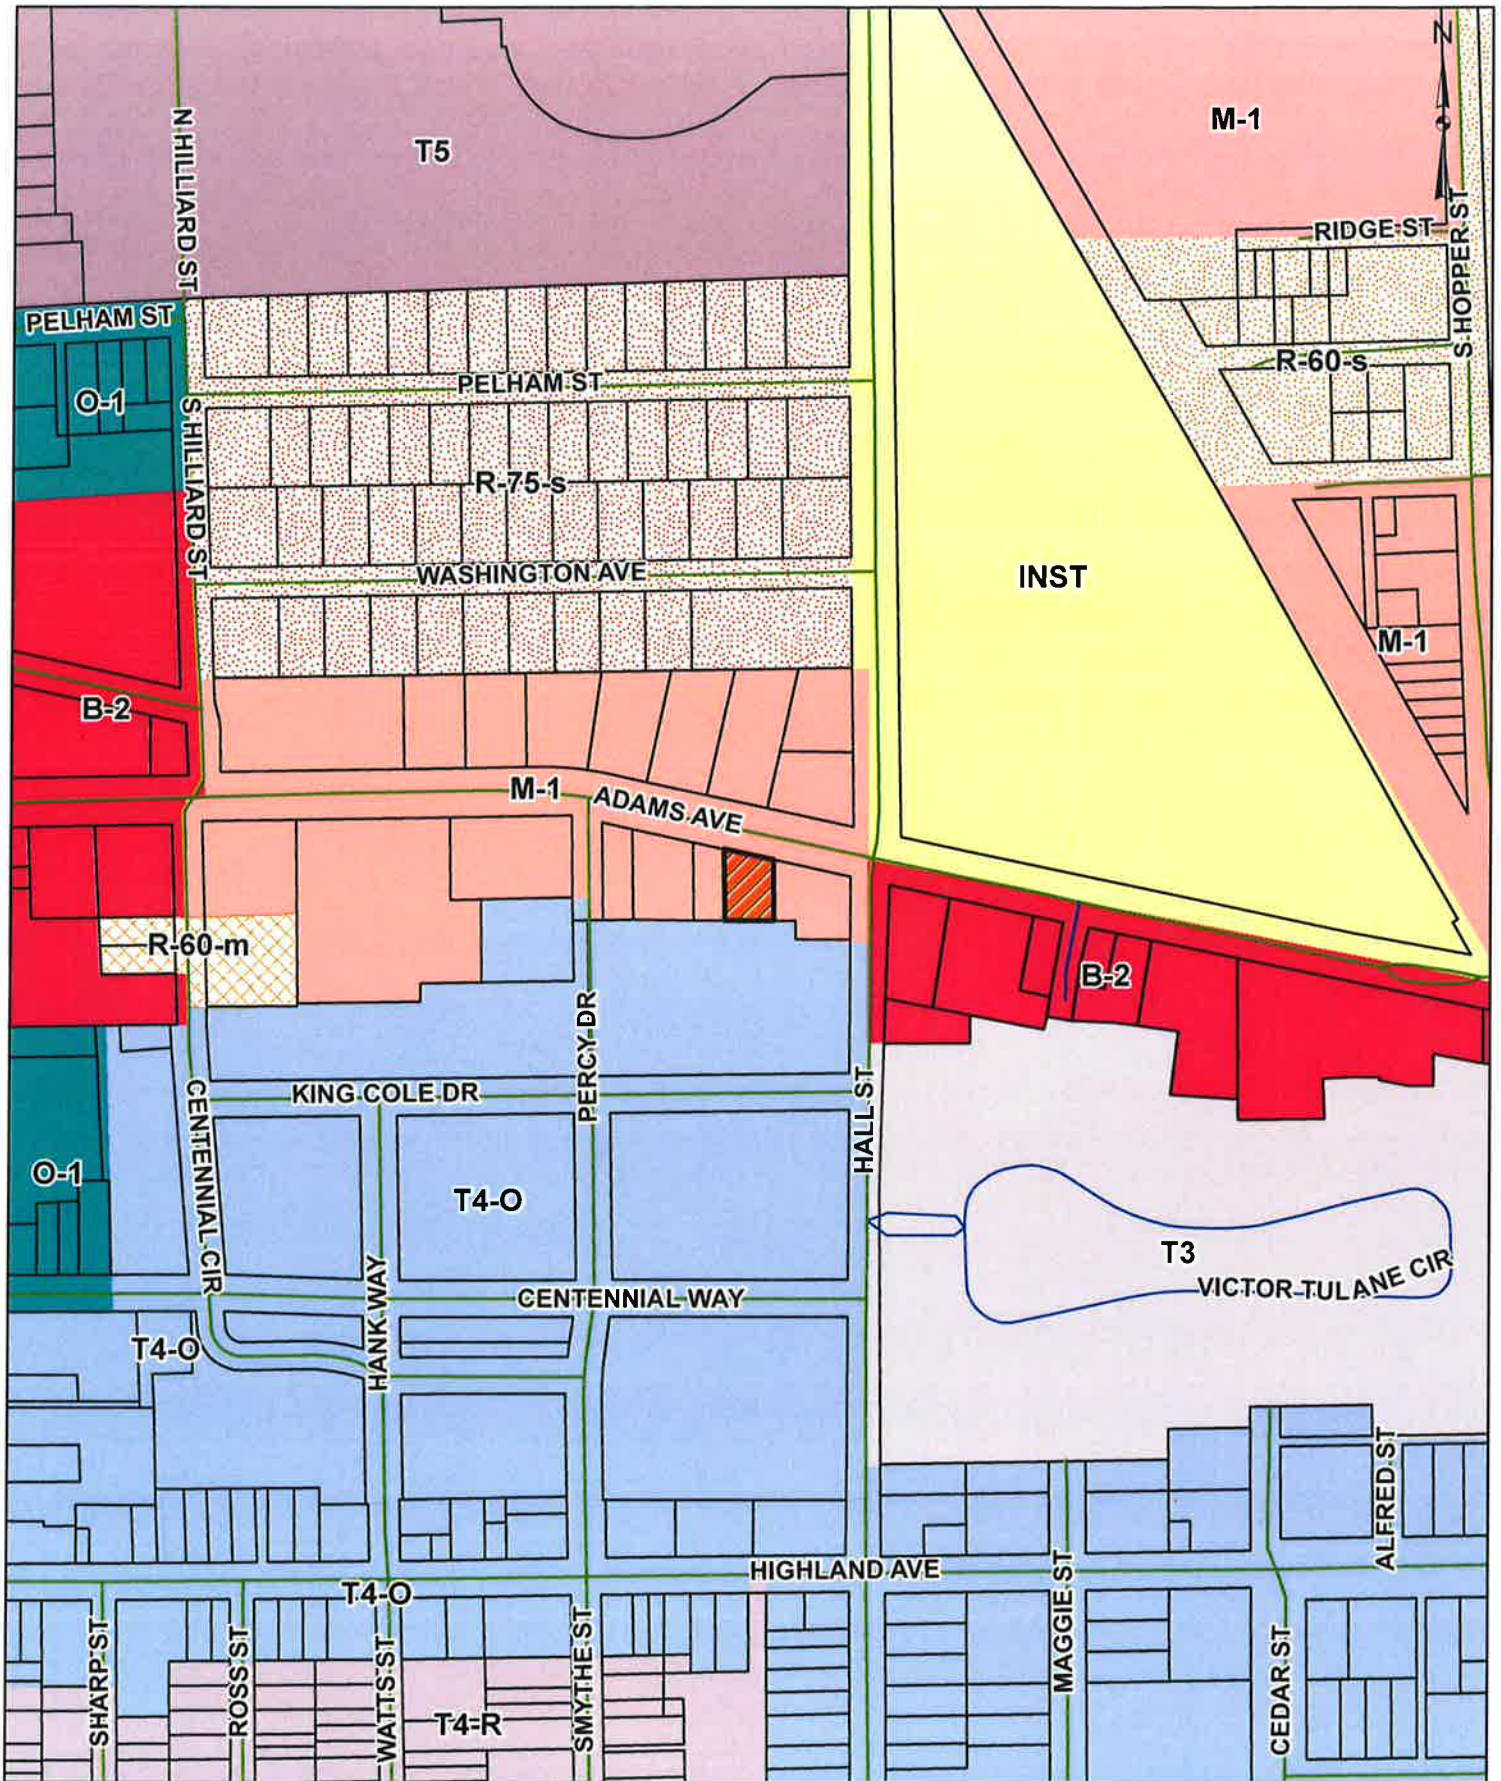 N
M-1
N HILLIARD ST
T5
RIDGE ST
S HOPPER ST
PELHAM ST
R-60-s
PELHAM ST
O-1
S HILLIARD ST
R-75-s
WASHINGTON AVE
INST
M-1
B-2
M-1
ADAMS AVE
R-60-m
B-2
PERCY DR
KING COLE DR
HALL ST
CENTENNIAL CIR
O-1
T4-O
T3
VICTOR TULANE CIR
CENTENNIAL WAY
HANK WAY
T4-O
ALFRED ST
HIGHLAND AVE
T4-O
MAGGIE ST
SHARP ST
ROSS ST
WATTS ST
SMYTHE ST
CEDAR ST
T4-R